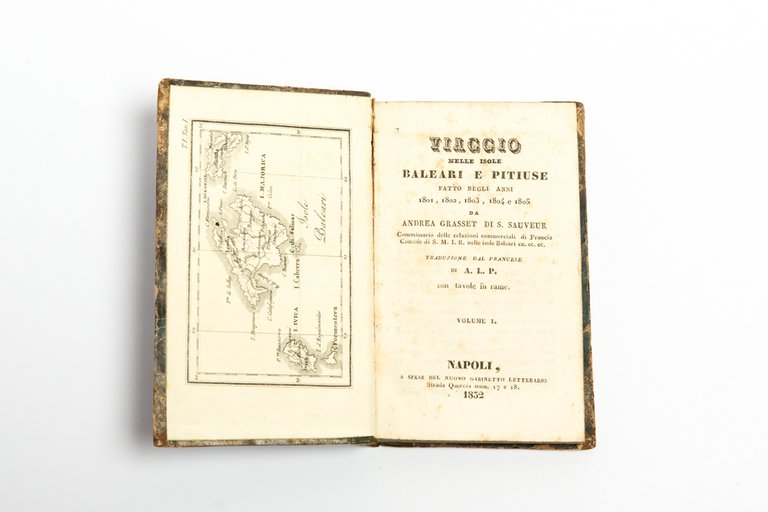 T. I. Tav. I.
I. MAJORICA
Isole
Baleari
I. Cabrera
I. IVICA
I. Formentera
VIAGGIO
NELLE ISOLE
BALEARI E PITIUSE
FATTO NEGLI ANNI
1801, 1802, 1803, 1804 e 1805
DA
ANDREA GRASSET DI S. SAUVEUR
Commissario delle relazioni commerciali di Francia
Console di S. M. I. R. nelle isole Baleari ec. ec. ec.
TRADUZIONE DAL FRANCESE
DI A. L. P.
con tavole in rame.
VOLUME I.
NAPOLI,
A SPESE DEL NUOVO GABINETTO LETTERARIO
Strada Quercia num. 17 e 18.
1832